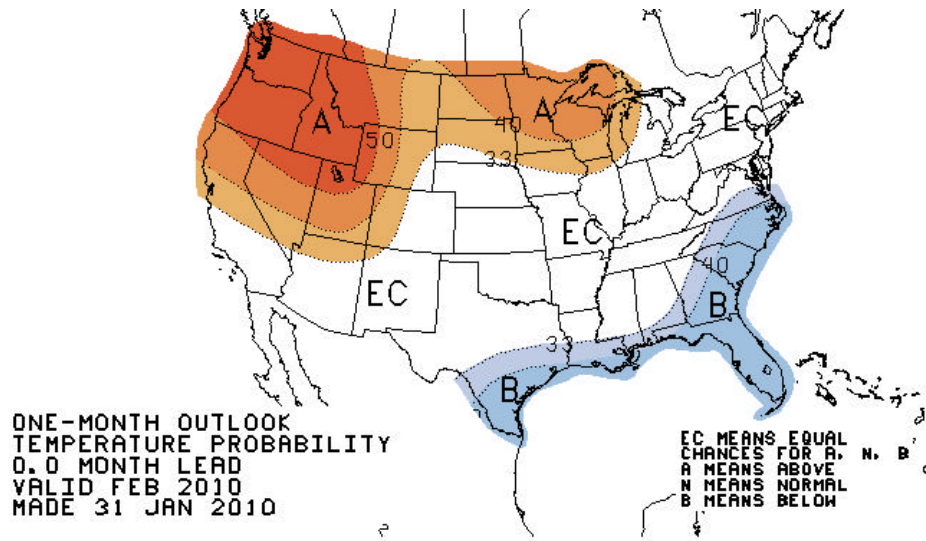 A
50
40
A
33
EC
EC
EC
40
B
33
B
ONE-MONTH OUTLOOK
TEMPERATURE PROBABILITY
0.0 MONTH LEAD
VALID FEB 2010
MADE 31 JAN 2010
EC MEANS EQUAL
CHANCES FOR A, N, B
A MEANS ABOVE
N MEANS NORMAL
B MEANS BELOW